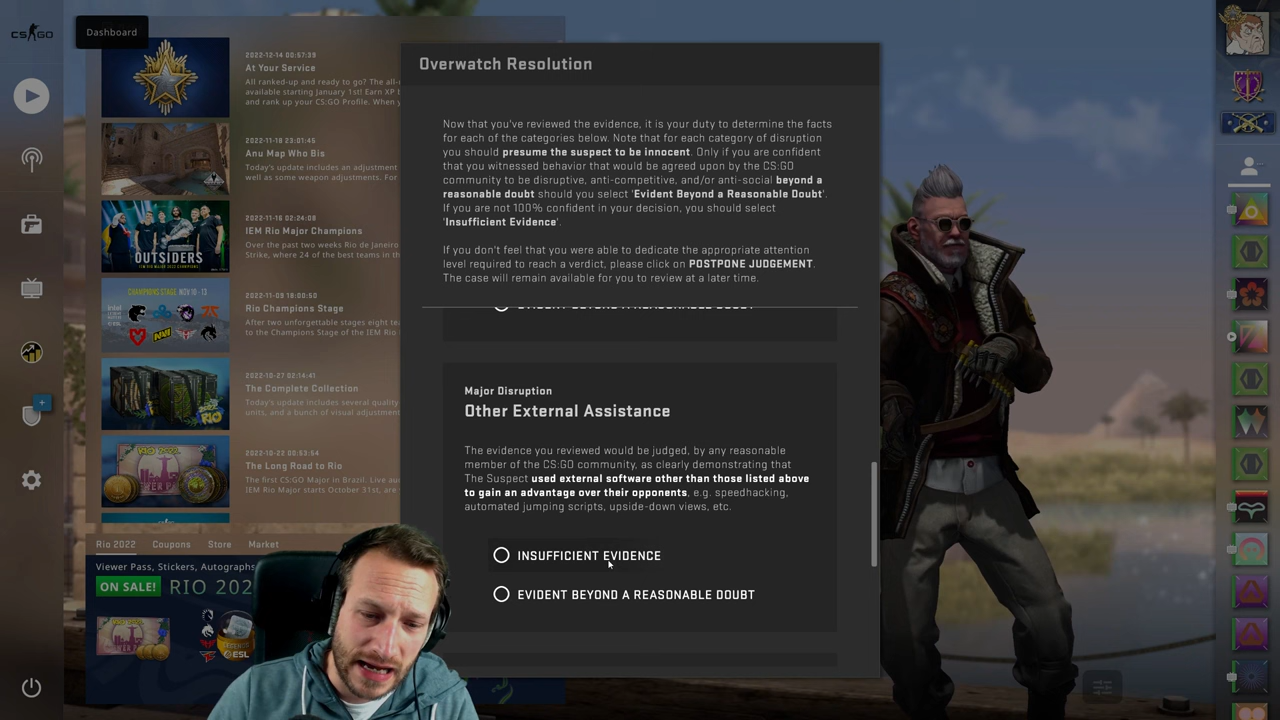 CS:GO
Dashboard
2022-12-14 00:57:39
At Your Service
All ranked-up and ready to go? The all-
available starting January 1st! Earn XP
and rank up your CS:GO Profile. When
2022-11-18 23:01:45
Anu Map Who Bis
Today's update includes an adjustment
well as some weapon adjustments. For
2022-11-16 02:24:08
IEM Rio Major Champions
Over the past two weeks Rio de Janeiro
Strike, where 24 of the best teams in th
OUTSIDERS
2022-11-09 18:00:50
Rio Champions Stage
After two unforgettable stages eight tea
to the Champions Stage of the IEM Rio
CHAMPIONS STAGE NOV 10 - 13
2022-10-27 02:14:41
The Complete Collection
Today's update includes several quality
units, and a bunch of visual adjustment
2022-10-22 00:53:54
The Long Road to Rio
The first CS:GO Major in Brazil: Legend
IEM Rio Major starts October 31st, are
Rio 2022
Coupons
Store
Market
Viewer Pass, Stickers, Autographs
ON SALE!
RIO 202
ESL
Overwatch Resolution
Now that you've reviewed the evidence, it is your duty to determine the facts
for each of the categories below. Note that for each category of disruption
you should presume the suspect to be innocent. Only if you are confident
that you witnessed behavior that would be agreed upon by the CS:GO
community to be disruptive, anti-competitive, and/or anti-social beyond a
reasonable doubt should you select 'Evident Beyond a Reasonable Doubt'.
If you are not 100% confident in your decision, you should select
'Insufficient Evidence'.
If you don't feel that you were able to dedicate the appropriate attention
level required to reach a verdict, please click on POSTPONE JUDGEMENT.
The case will remain available for you to review at a later time.
EVIDENT BEYOND A REASONABLE DOUBT
Major Disruption
Other External Assistance
The evidence you reviewed would be judged, by any reasonable
member of the CS:GO community, as clearly demonstrating that
The Suspect used external software other than those listed above
to gain an advantage over their opponents, e.g. speedhacking,
automated jumping scripts, upside-down views, etc.
INSUFFICIENT EVIDENCE
EVIDENT BEYOND A REASONABLE DOUBT